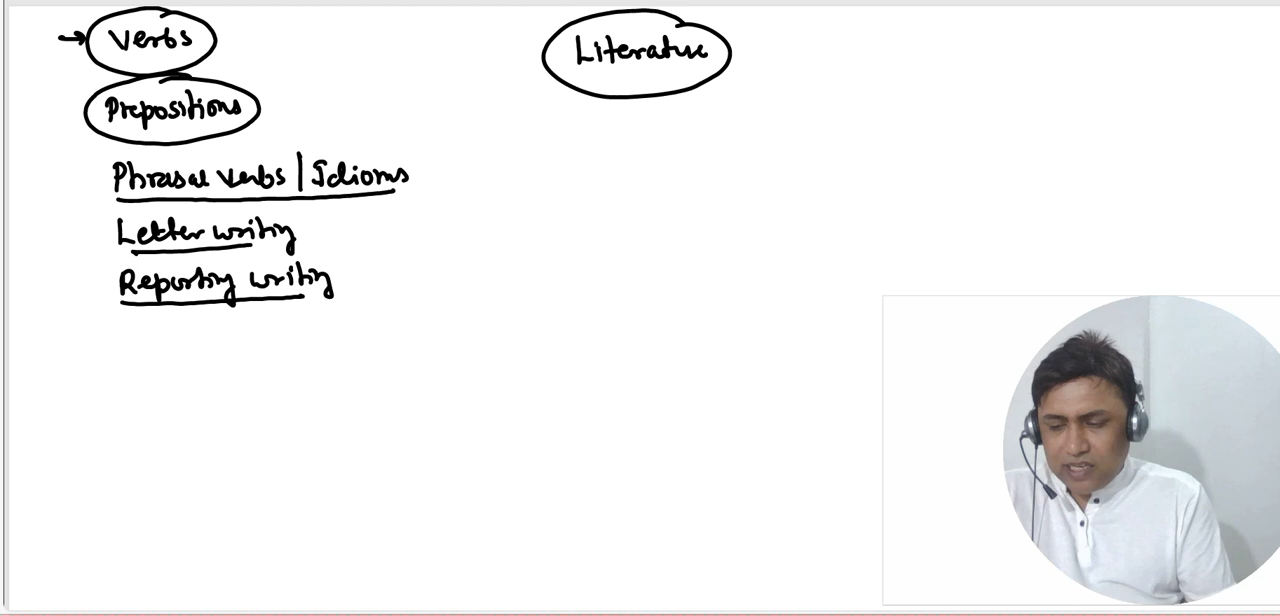 → Verbs
Literature
Prepositions
Phrasal Verbs | Idioms
Letter writing
Reporting writing